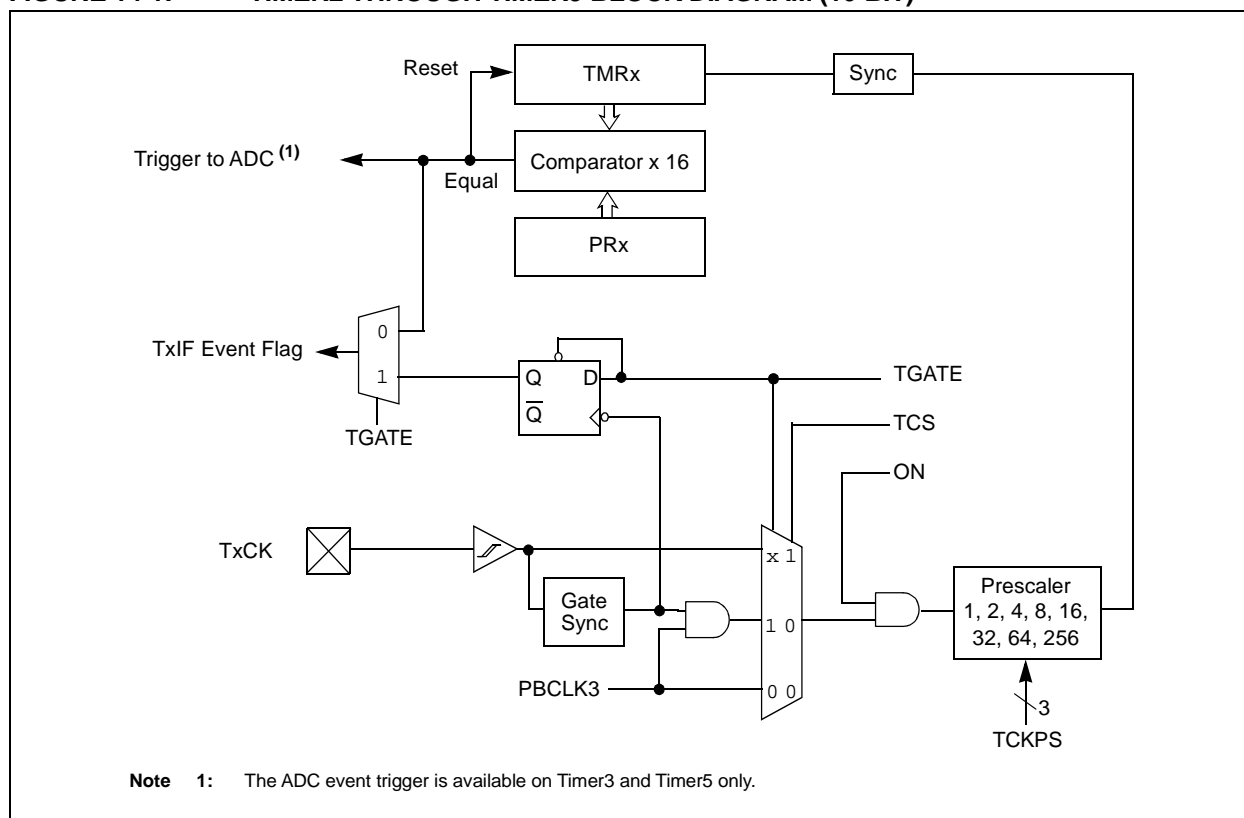 Reset
TMRx
Sync
Trigger to ADC (1)
Equal
Comparator x 16
PRx
0
TxIF Event Flag
1
Q D
Q
TGATE
TGATE
TCS
ON
TxCK
x 1
Gate
Sync
1 0
Prescaler
1, 2, 4, 8, 16,
32, 64, 256
PBCLK3
0 0
3
TCKPS
Note 1: The ADC event trigger is available on Timer3 and Timer5 only.